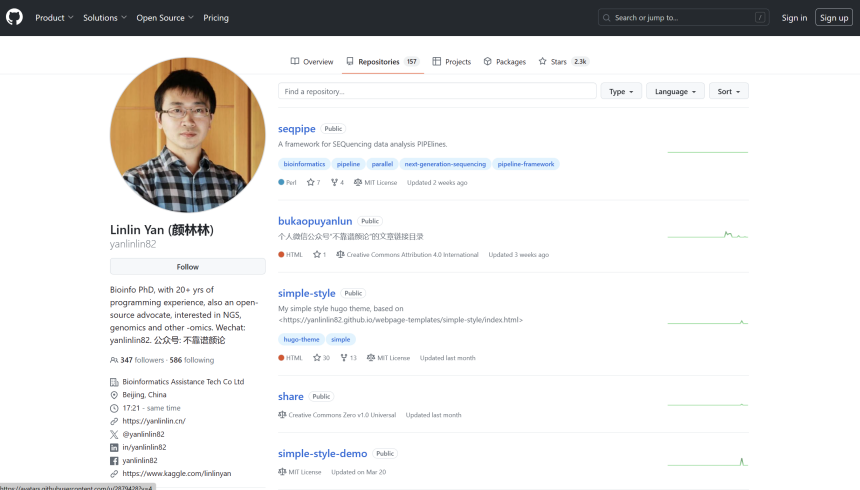 Product Solutions Open Source Pricing Search or jump to... / Sign in Sign up
Overview Repositories 157 Projects Packages Stars 2.3k
Find a repository... Type Language Sort
Linlin Yan (颜林林)
yanlinlin82
Follow
Bioinfo PhD, with 20+ yrs of
programming experience, also an open-
source advocate, interested in NGS,
genomics and other -omics. Wechat:
yanlinlin82. 公众号: 不靠谱颜论
347 followers · 586 following
Bioinformatics Assistance Tech Co Ltd
Beijing, China
17:21 - same time
https://yanlinlin.cn/
@yanlinlin82
in/yanlinlin82
yanlinlin82
https://www.kaggle.com/linlinyan
seqpipe Public
A framework for SEQuencing data analysis PIPElines.
bioinformatics pipeline parallel next-generation-sequencing pipeline-framework
Perl 7 4 MIT License Updated 2 weeks ago
bukaopuyanlun Public
个人微信公众号“不靠谱颜论”的文章链接目录
HTML 1 Creative Commons Attribution 4.0 International Updated 3 weeks ago
simple-style Public
My simple style hugo theme, based on
<https://yanlinlin82.github.io/webpage-templates/simple-style/index.html>
hugo-theme simple
HTML 30 13 MIT License Updated last month
share Public
Creative Commons Zero v1.0 Universal Updated last month
simple-style-demo Public
MIT License Updated on Mar 20